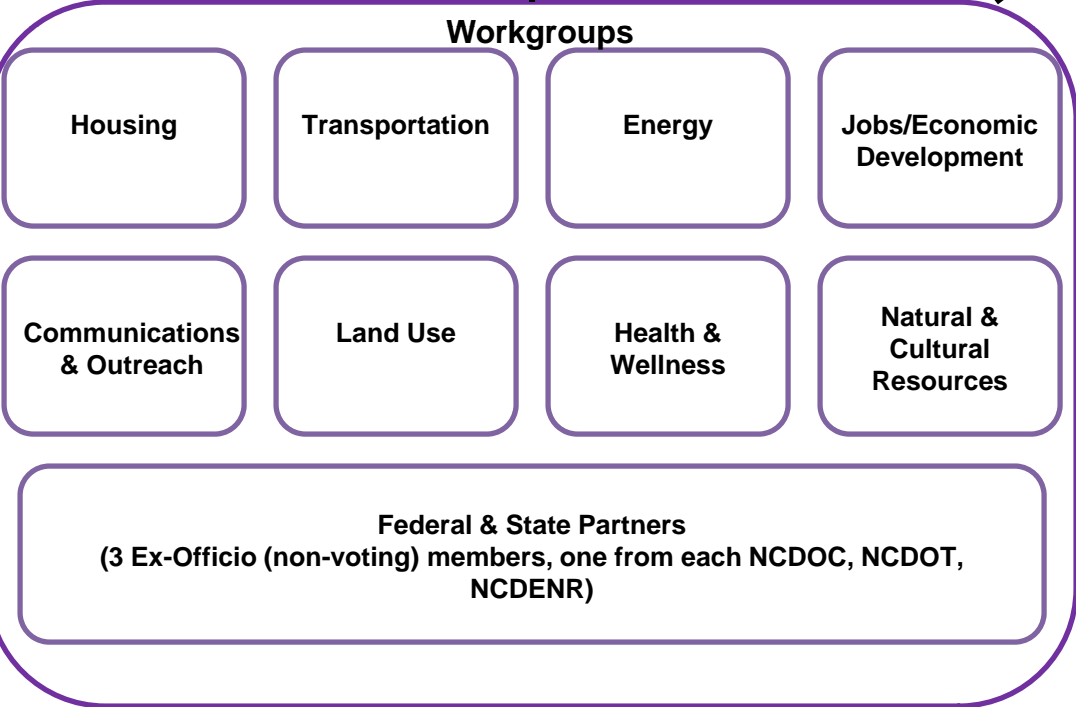 Workgroups
Housing
Transportation
Energy
Jobs/Economic
Development
Communications
& Outreach
Land Use
Health &
Wellness
Natural &
Cultural
Resources
Federal & State Partners
(3 Ex-Officio (non-voting) members, one from each NCDOC, NCDOT,
NCDENR)